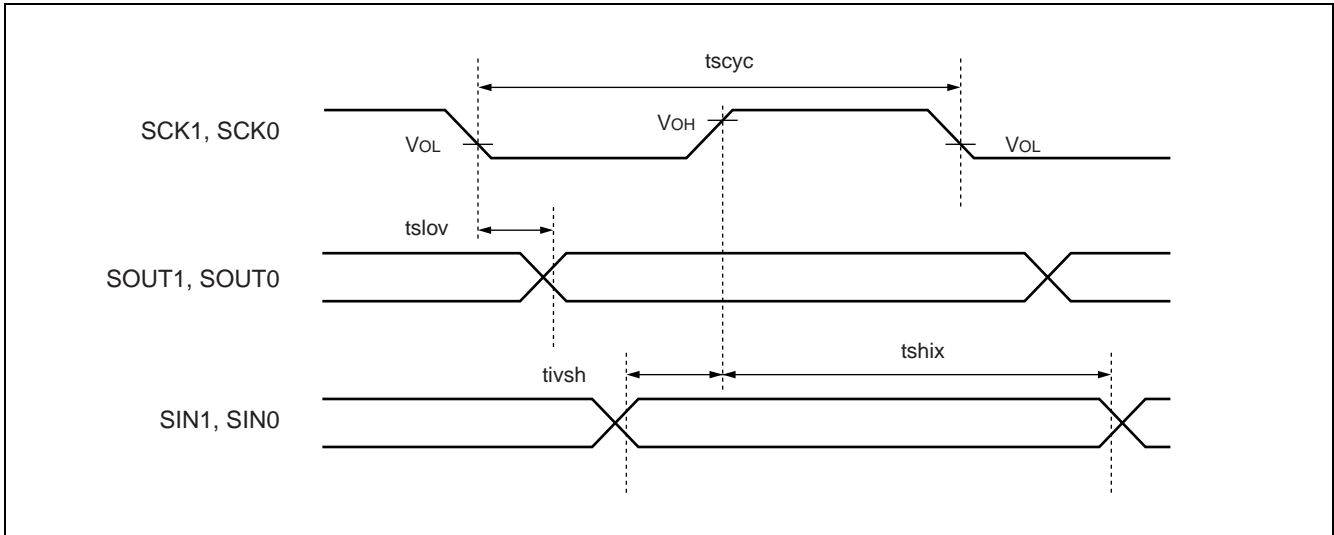 tscyc
SCK1, SCK0
VOL
VOH
VOL
tslov
SOUT1, SOUT0
tivsh
tshix
SIN1, SIN0